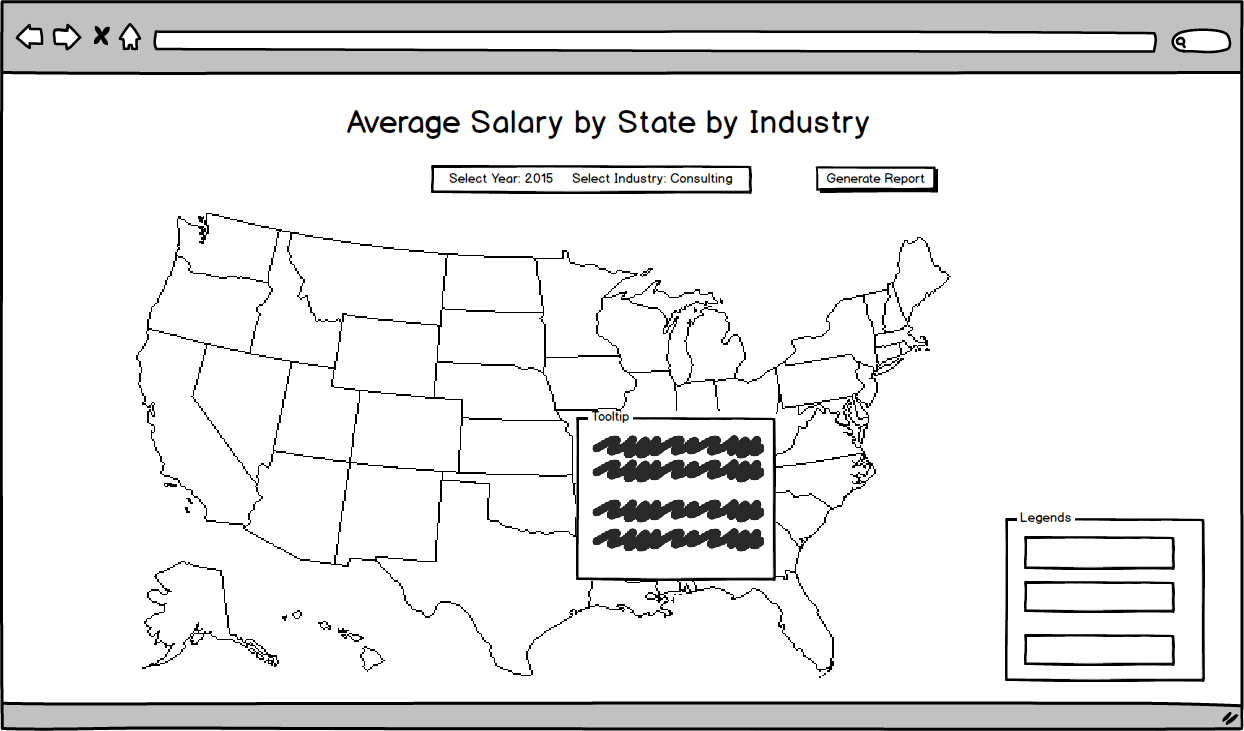 Average Salary by State by Industry
Select Year: 2015 Select Industry: Consulting
Generate Report
Tooltip
Legends